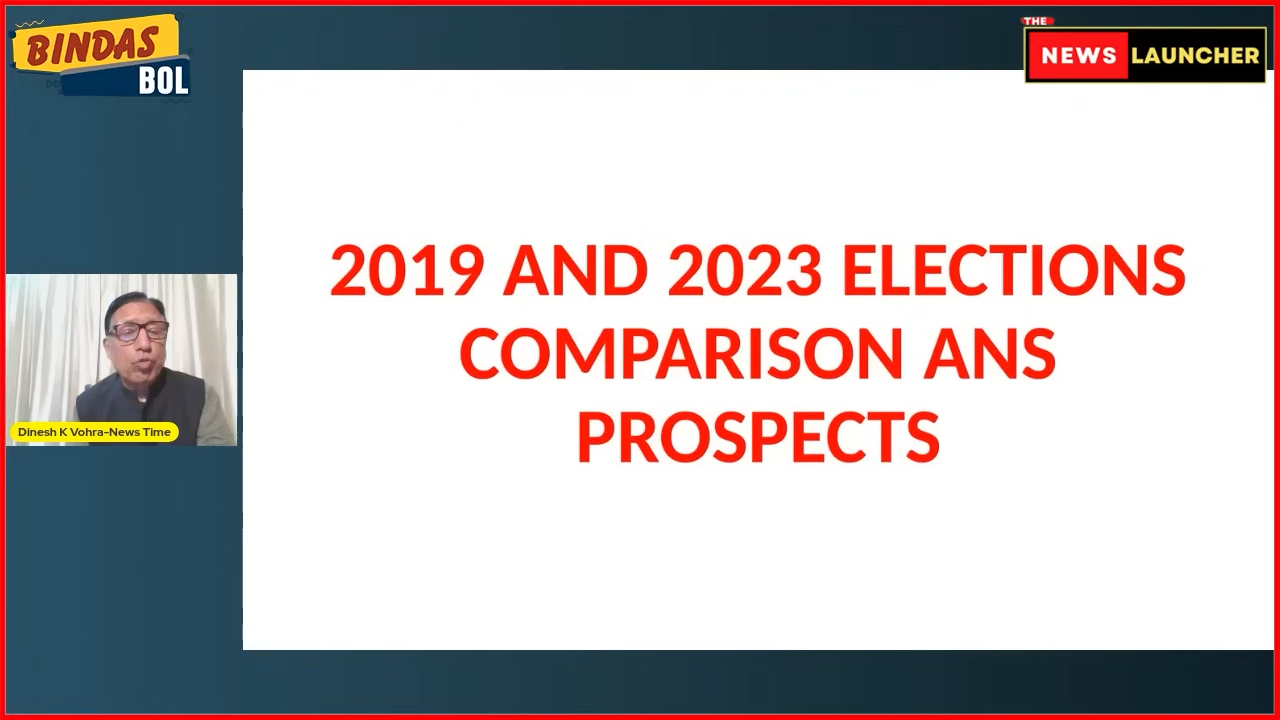 BINDAS
BOL
THE
NEWS LAUNCHER
2019 AND 2023 ELECTIONS
COMPARISON ANS
PROSPECTS
Dinesh K Vohra-News Time